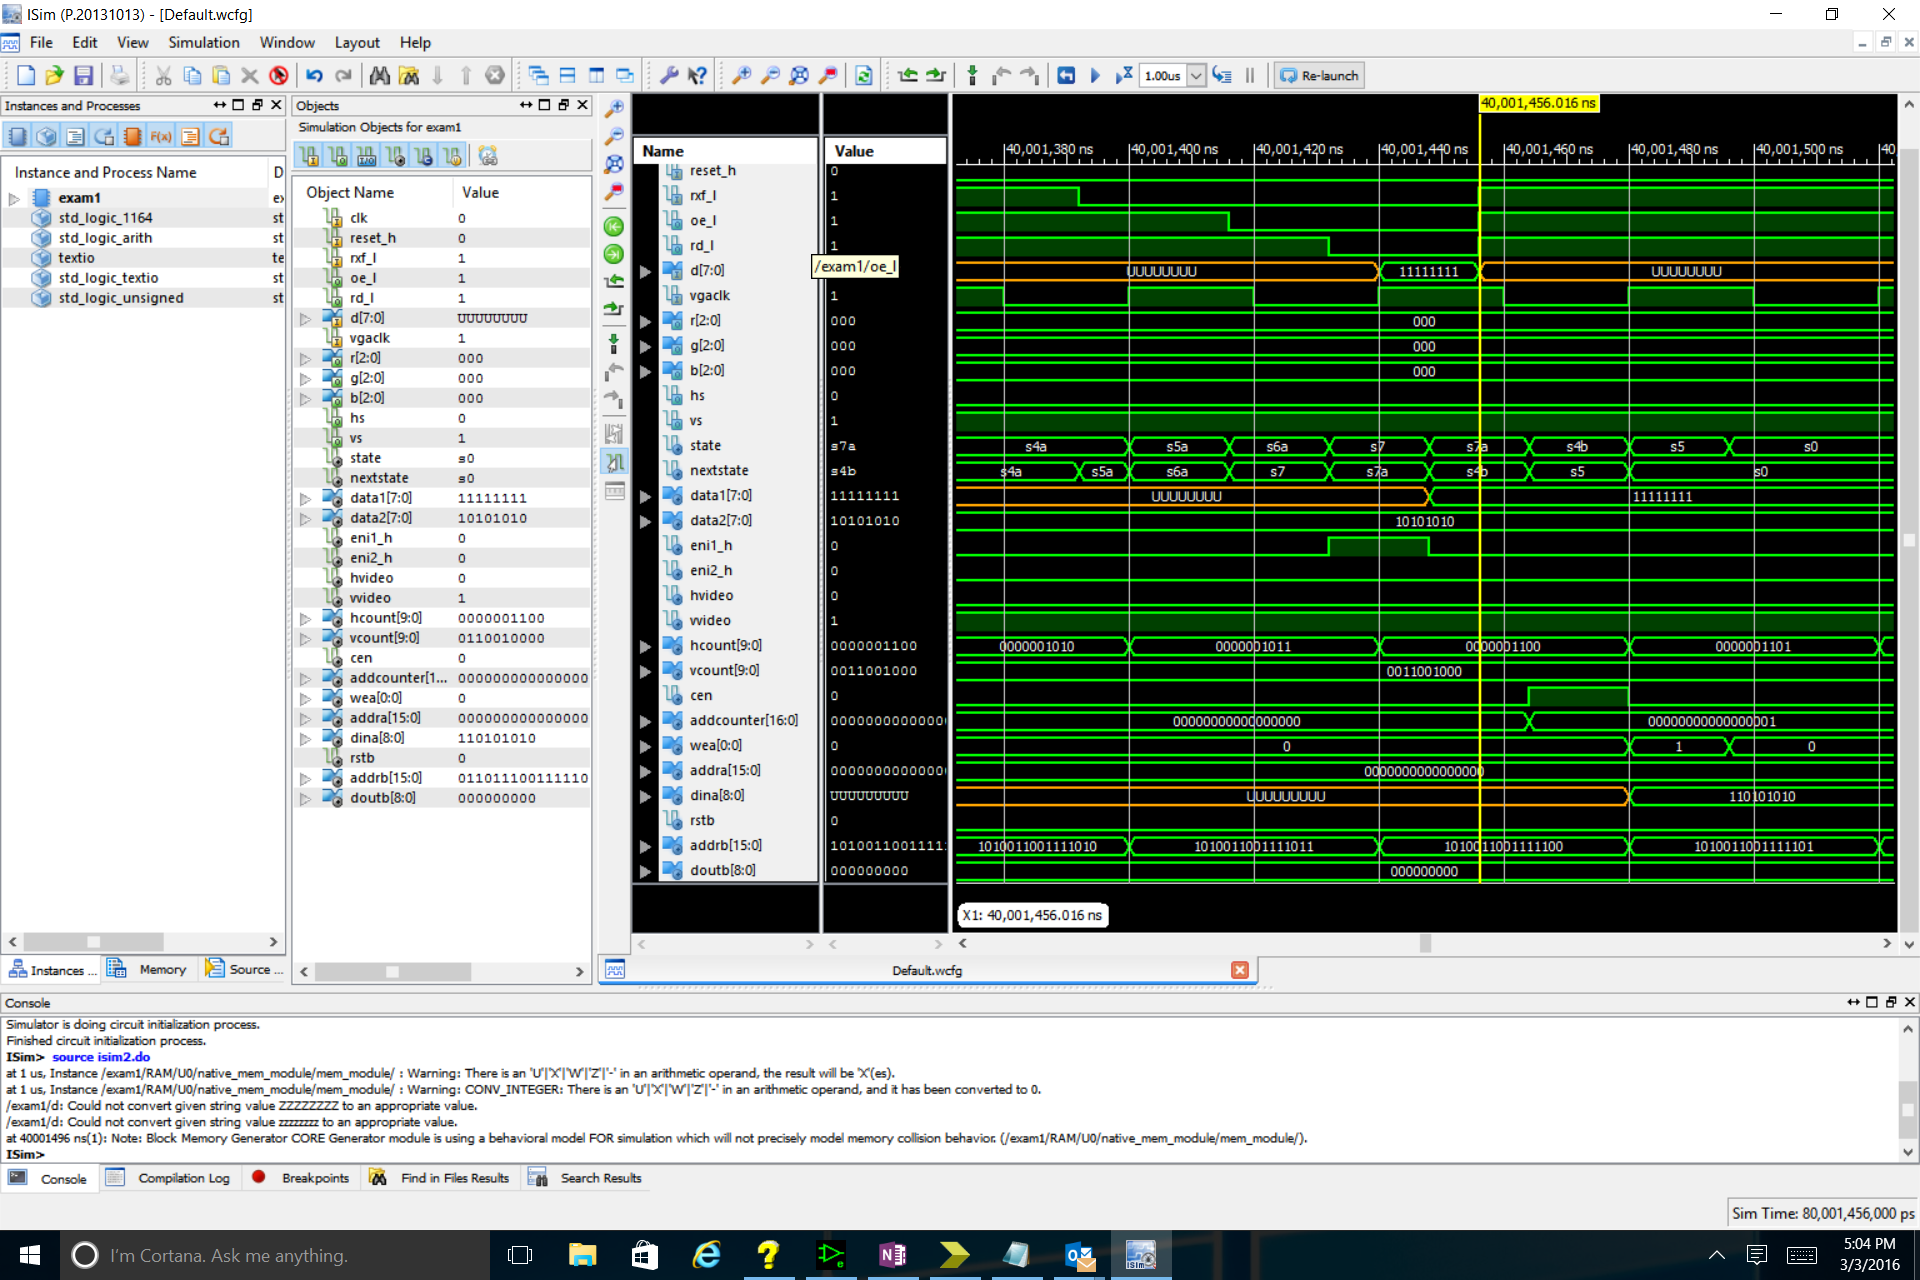 ISim (P.20131013) - [Default.wcfg]
File Edit View Simulation Window Layout Help
1.00us Re-launch
Instances and Processes
Instance and Process Name D
exam1 ex
std_logic_1164 st
std_logic_arith st
textio te
std_logic_textio st
std_logic_unsigned st
Instances ... Memory Source ...
Objects
Simulation Objects for exam1
Object Name Value
clk 0
reset_h 0
rxf_l 1
oe_l 1
rd_l 1
d[7:0] UUUUUUUU
vgaclk 1
r[2:0] 000
g[2:0] 000
b[2:0] 000
hs 0
vs 1
state s0
nextstate s0
data1[7:0] 11111111
data2[7:0] 10101010
eni1_h 0
eni2_h 0
hvideo 0
vvideo 1
hcount[9:0] 0000001100
vcount[9:0] 0110010000
cen 0
addcounter[1... 000000000000000
wea[0:0] 0
addra[15:0] 000000000000000
dina[8:0] 110101010
rstb 0
addrb[15:0] 011011100111110
doutb[8:0] 000000000
40,001,456.016 ns
Name Value
40,001,380 ns 40,001,400 ns 40,001,420 ns 40,001,440 ns 40,001,460 ns 40,001,480 ns 40,001,500 ns 40
reset_h 0
rxf_l 1
oe_l 1
rd_l 1
/exam1/oe_l
d[7:0] UUUUUUUU 11111111 UUUUUUUU
vgaclk 1
r[2:0] 000 000
g[2:0] 000 000
b[2:0] 000 000
hs 0
vs 1
state s7a s4a s5a s6a s7 s7a s4b s5 s0
nextstate s4b s4a s5a s6a s7 s7a s4b s5 s0
data1[7:0] 11111111 UUUUUUUU 11111111
data2[7:0] 10101010 10101010
eni1_h 0
eni2_h 0
hvideo 0
vvideo 1
hcount[9:0] 0000001100 0000001010 0000001011 0000001100 0000001101
vcount[9:0] 0011001000 0011001000
cen 0
addcounter[16:0] 00000000000000 00000000000000000 00000000000000001
wea[0:0] 0 0 1 0
addra[15:0] 00000000000000 0000000000000000
dina[8:0] UUUUUUUUU UUUUUUUUU 110101010
rstb 0
addrb[15:0] 10100110011111 1010011001111010 1010011001111011 1010011001111100 1010011001111101
doutb[8:0] 000000000 000000000
X1: 40,001,456.016 ns
Default.wcfg
Console
Simulator is doing circuit initialization process.
Finished circuit initialization process.
ISim> source isim2.do
at 1 us, Instance /exam1/RAM/U0/native_mem_module/mem_module/ : Warning: There is an 'U'|'X'|'W'|'Z'|'-' in an arithmetic operand, the result will be 'X'(es).
at 1 us, Instance /exam1/RAM/U0/native_mem_module/mem_module/ : Warning: CONV_INTEGER: There is an 'U'|'X'|'W'|'Z'|'-' in an arithmetic operand, and it has been converted to 0.
/exam1/d: Could not convert given string value ZZZZZZZZ to an appropriate value.
/exam1/d: Could not convert given string value zzzzzzzz to an appropriate value.
at 40001496 ns(1): Note: Block Memory Generator CORE Generator module is using a behavioral model FOR simulation which will not precisely model memory collision behavior. (/exam1/RAM/U0/native_mem_module/mem_module/).
ISim>
Console Compilation Log Breakpoints Find in Files Results Search Results
Sim Time: 80,001,456,000 ps
I'm Cortana. Ask me anything.
5:04 PM
3/3/2016